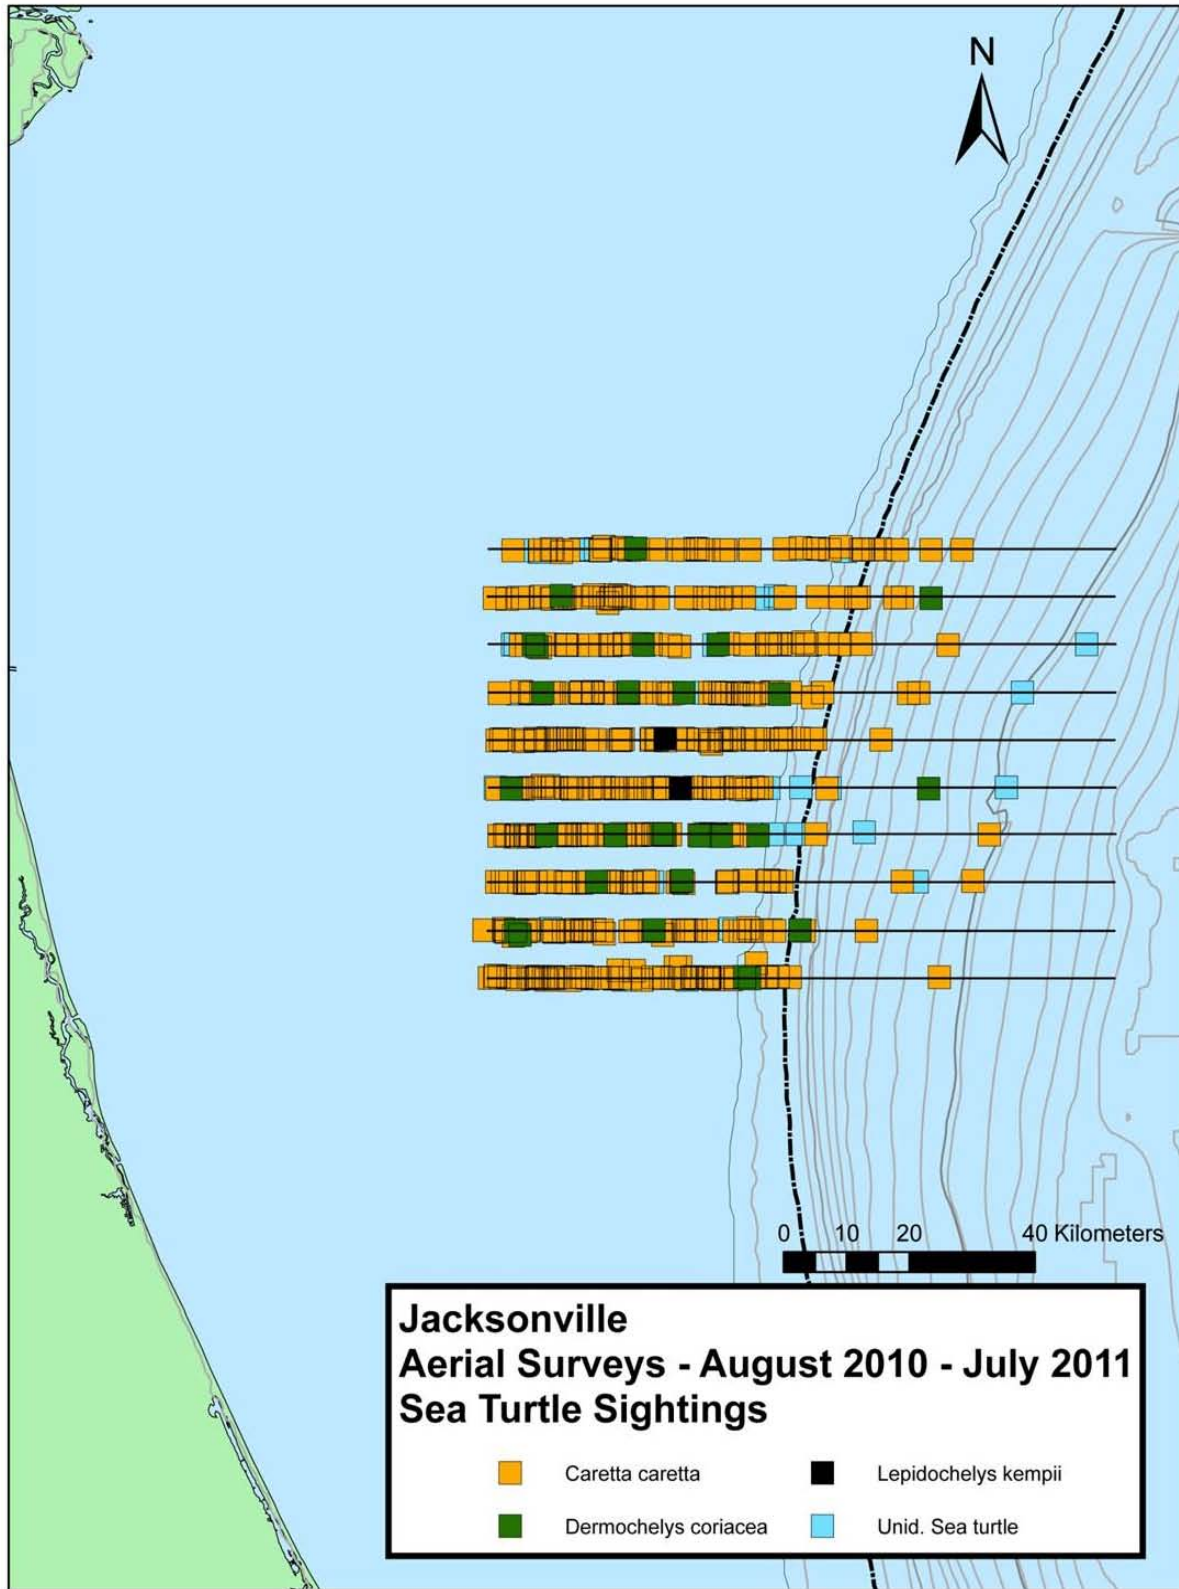 N
0 10 20 40 Kilometers
Jacksonville
Aerial Surveys - August 2010 - July 2011
Sea Turtle Sightings
Caretta caretta
Lepidochelys kempii
Dermochelys coriacea
Unid. Sea turtle